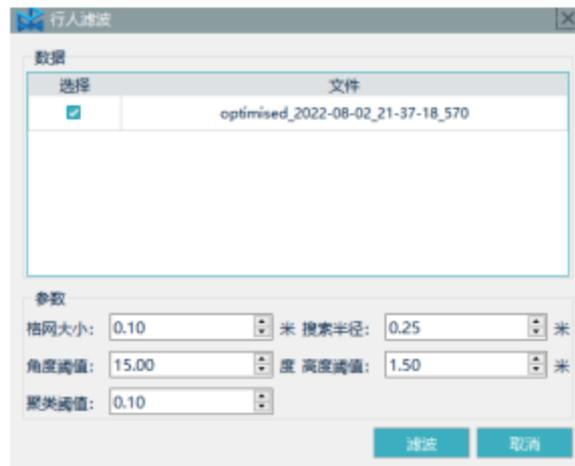 行人滤波
数据
选择 文件
optimised_2022-08-02_21-37-18_570
参数
格网大小: 0.10 米 搜索半径: 0.25 米
角度阈值: 15.00 度 高度阈值: 1.50 米
聚类阈值: 0.10
滤波 取消